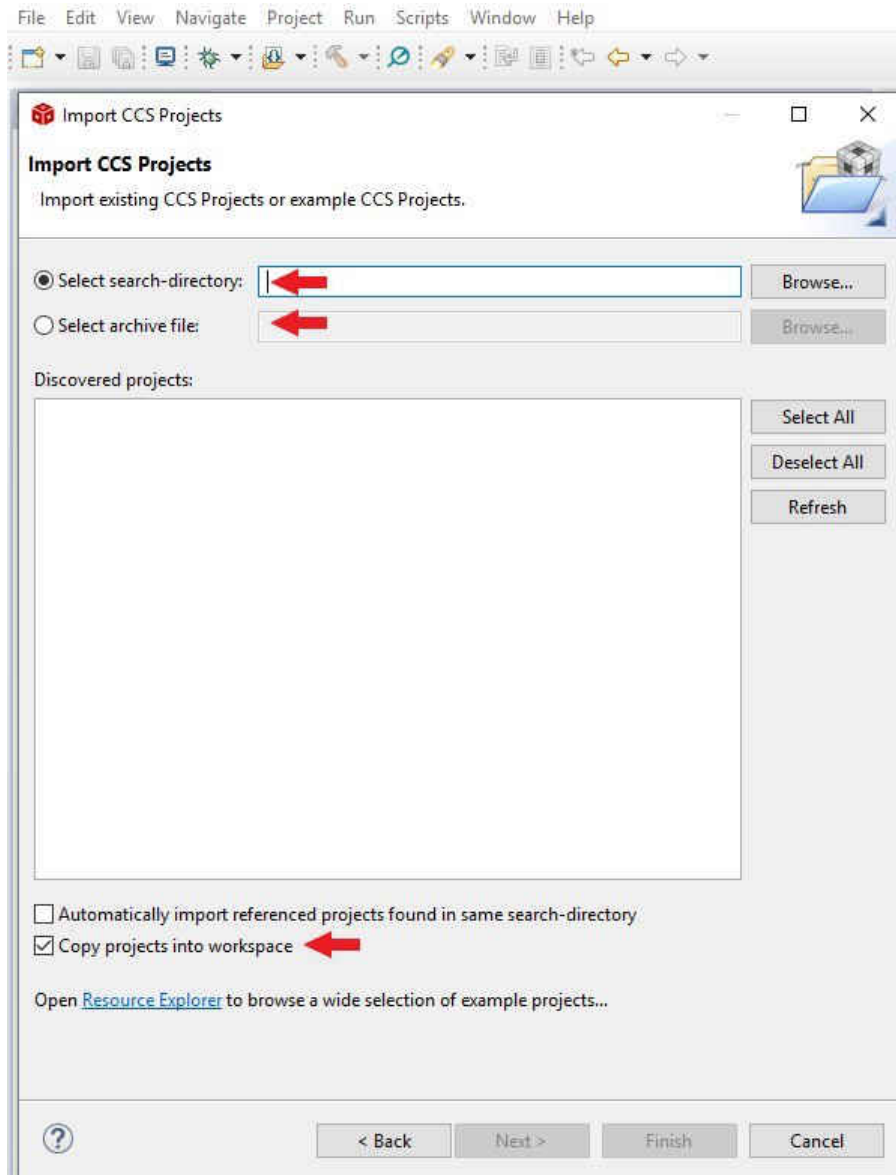 File Edit View Navigate Project Run Scripts Window Help
Import CCS Projects
Import CCS Projects
Import existing CCS Projects or example CCS Projects.
Select search-directory: Browse...
Select archive file: Browse...
Discovered projects:
Select All
Deselect All
Refresh
Automatically import referenced projects found in same search-directory
Copy projects into workspace
Open Resource Explorer to browse a wide selection of example projects...
? < Back Next > Finish Cancel